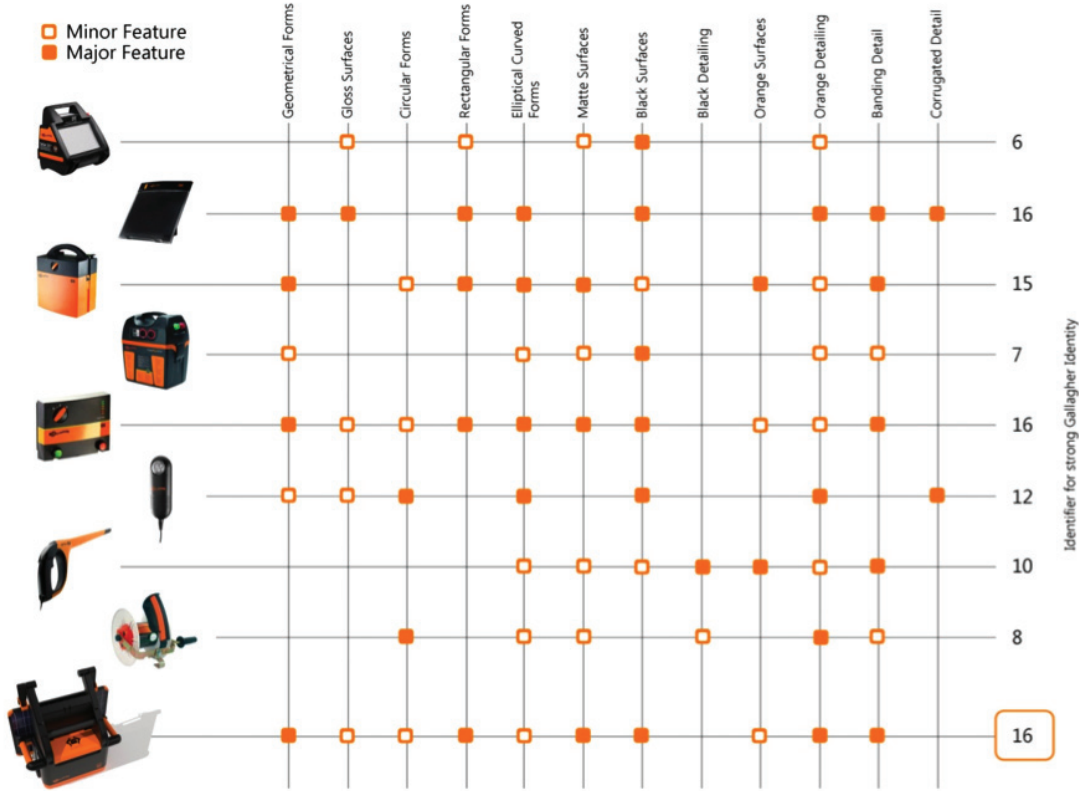 Minor Feature
Major Feature
Geometrical Forms
Gloss Surfaces
Circular Forms
Rectangular Forms
Elliptical Curved
Forms
Matte Surfaces
Black Surfaces
Black Detailing
Orange Surfaces
Orange Detailing
Banding Detail
Corrugated Detail
6
16
15
7
16
12
10
8
16
Identifier for strong Gallagher Identity